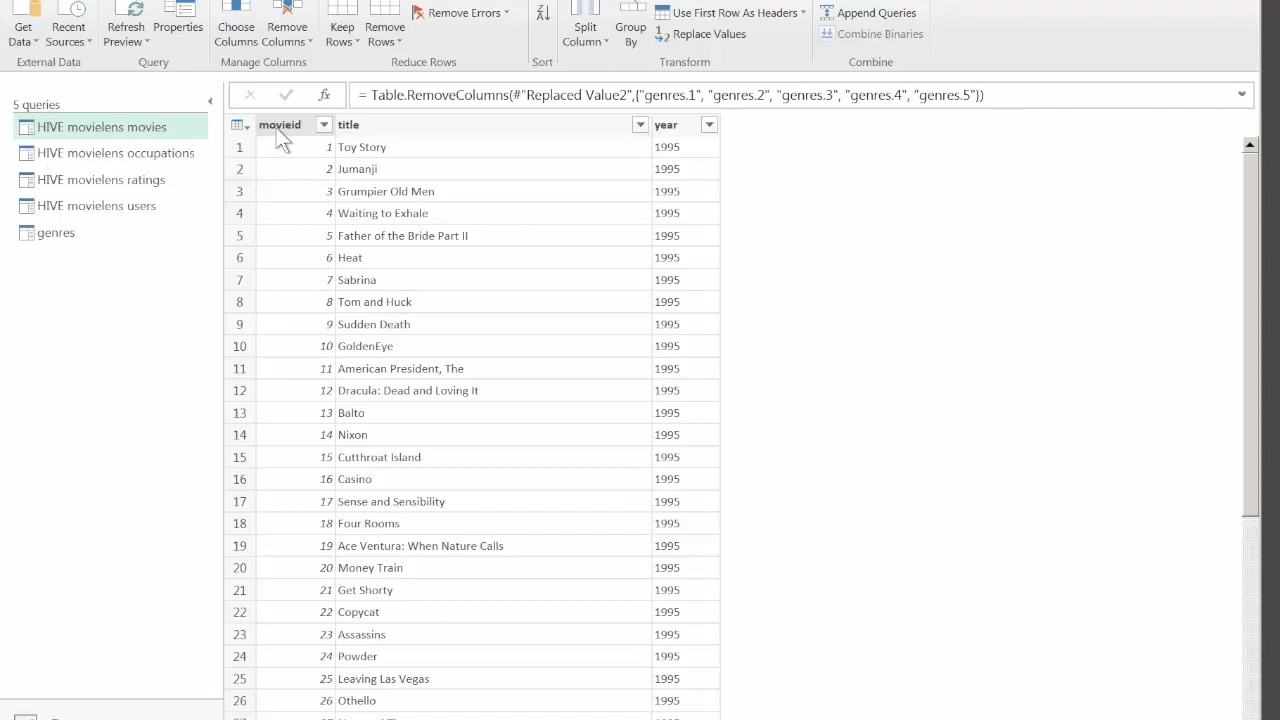 Get Data
Recent Sources
Refresh Preview
Properties
Choose Columns
Remove Columns
Keep Rows
Remove Rows
Remove Errors
Split Column
Group By
Use First Row As Headers
Replace Values
Append Queries
Combine Binaries
External Data
Query
Manage Columns
Reduce Rows
Sort
Transform
Combine
5 queries
HIVE movielens movies
HIVE movielens occupations
HIVE movielens ratings
HIVE movielens users
genres
= Table.RemoveColumns(#"Replaced Value2",{"genres.1", "genres.2", "genres.3", "genres.4", "genres.5"})
movieid title year
1 1 Toy Story 1995
2 2 Jumanji 1995
3 3 Grumpier Old Men 1995
4 4 Waiting to Exhale 1995
5 5 Father of the Bride Part II 1995
6 6 Heat 1995
7 7 Sabrina 1995
8 8 Tom and Huck 1995
9 9 Sudden Death 1995
10 10 GoldenEye 1995
11 11 American President, The 1995
12 12 Dracula: Dead and Loving It 1995
13 13 Balto 1995
14 14 Nixon 1995
15 15 Cutthroat Island 1995
16 16 Casino 1995
17 17 Sense and Sensibility 1995
18 18 Four Rooms 1995
19 19 Ace Ventura: When Nature Calls 1995
20 20 Money Train 1995
21 21 Get Shorty 1995
22 22 Copycat 1995
23 23 Assassins 1995
24 24 Powder 1995
25 25 Leaving Las Vegas 1995
26 26 Othello 1995